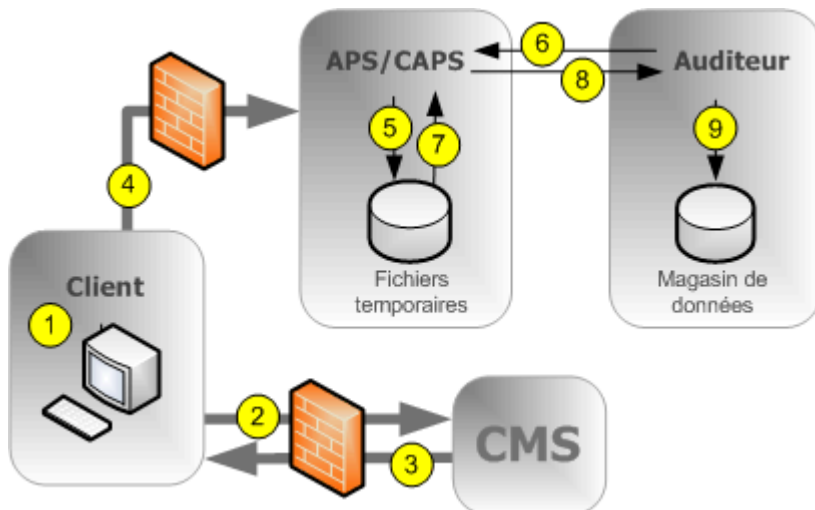 6
APS/CAPS
Auditeur
8
5
7
9
4
Fichiers
temporaires
Magasin de
données
Client
1
2
CMS
3